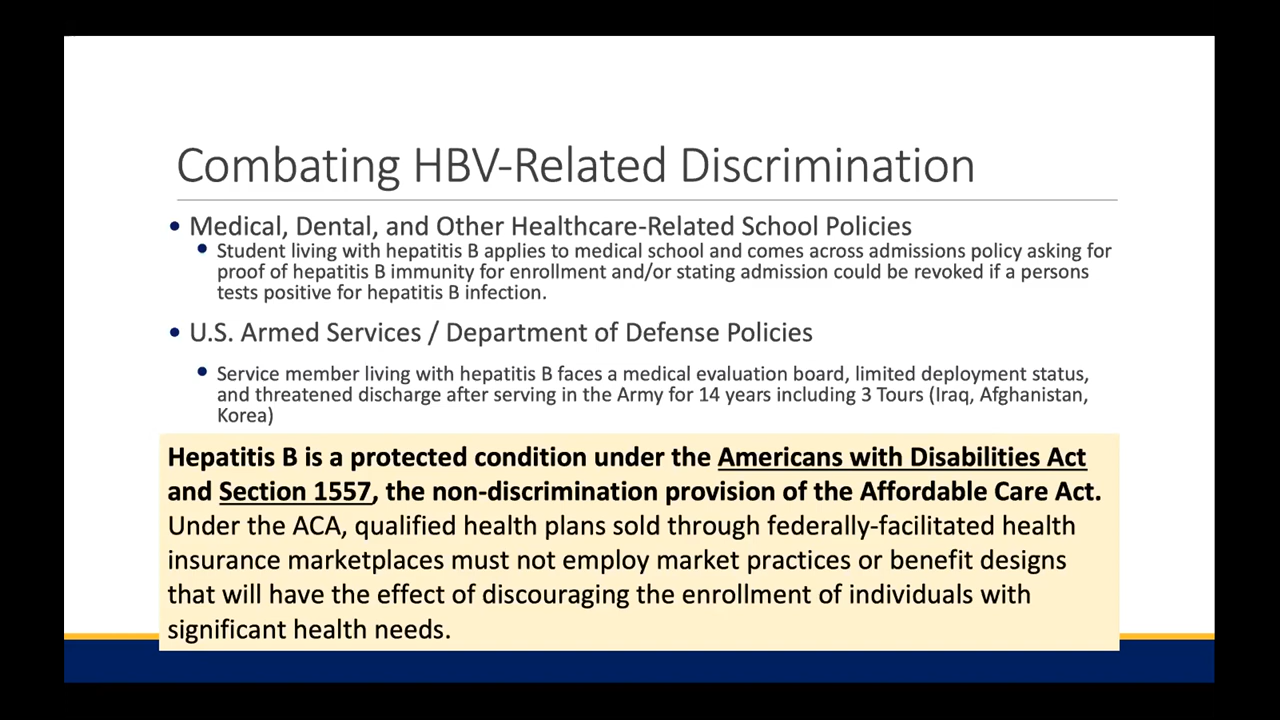 Combating HBV-Related Discrimination
• Medical, Dental, and Other Healthcare-Related School Policies
• Student living with hepatitis B applies to medical school and comes across admissions policy asking for
proof of hepatitis B immunity for enrollment and/or stating admission could be revoked if a persons
tests positive for hepatitis B infection.
• U.S. Armed Services / Department of Defense Policies
• Service member living with hepatitis B faces a medical evaluation board, limited deployment status,
and threatened discharge after serving in the Army for 14 years including 3 Tours (Iraq, Afghanistan,
Korea)
Hepatitis B is a protected condition under the Americans with Disabilities Act
and Section 1557, the non-discrimination provision of the Affordable Care Act.
Under the ACA, qualified health plans sold through federally-facilitated health
insurance marketplaces must not employ market practices or benefit designs
that will have the effect of discouraging the enrollment of individuals with
significant health needs.